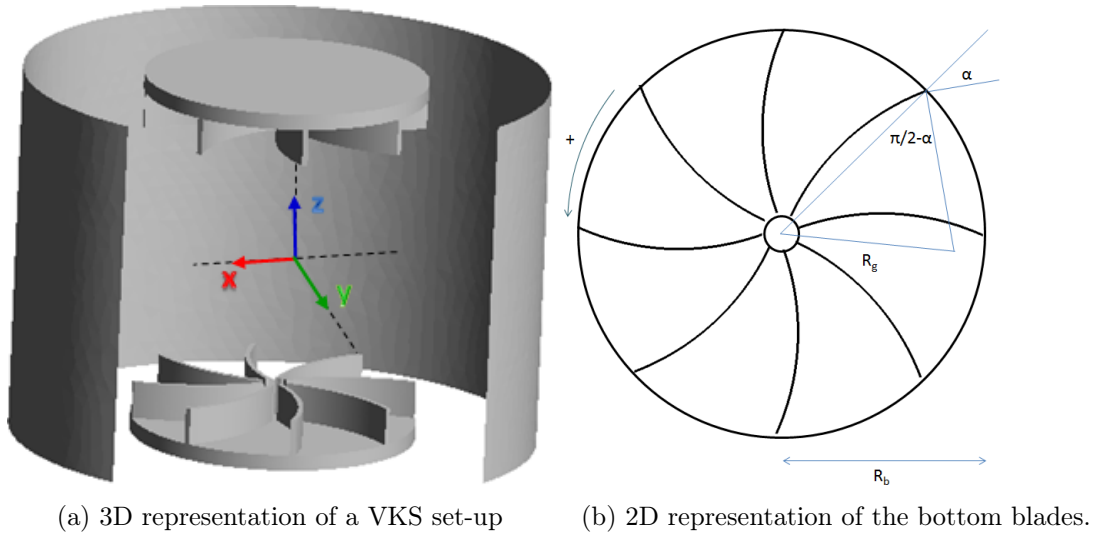 z
x
y
(a) 3D representation of a VKS set-up
α
π/2-α
+
R_g
R_b
(b) 2D representation of the bottom blades.